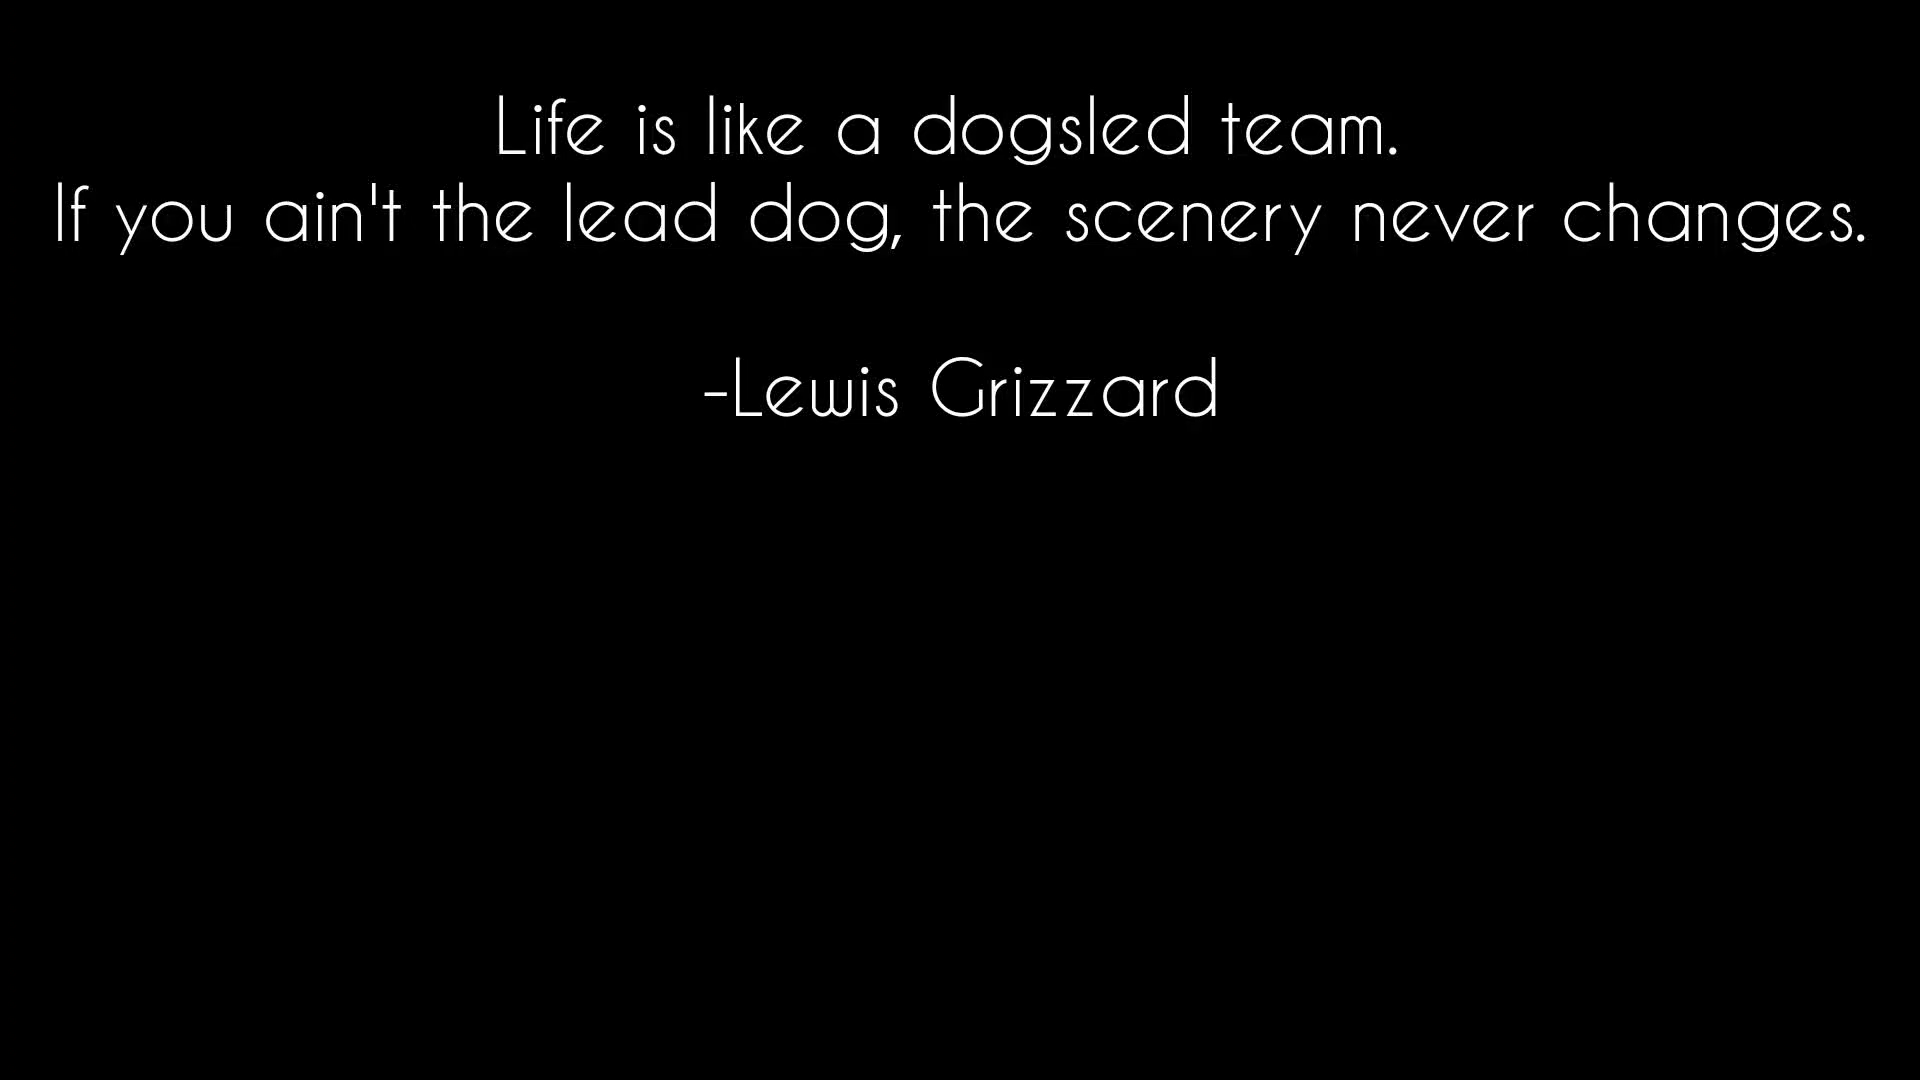 Life is like a dogsled team.
If you ain't the lead dog, the scenery never changes.
-Lewis Grizzard